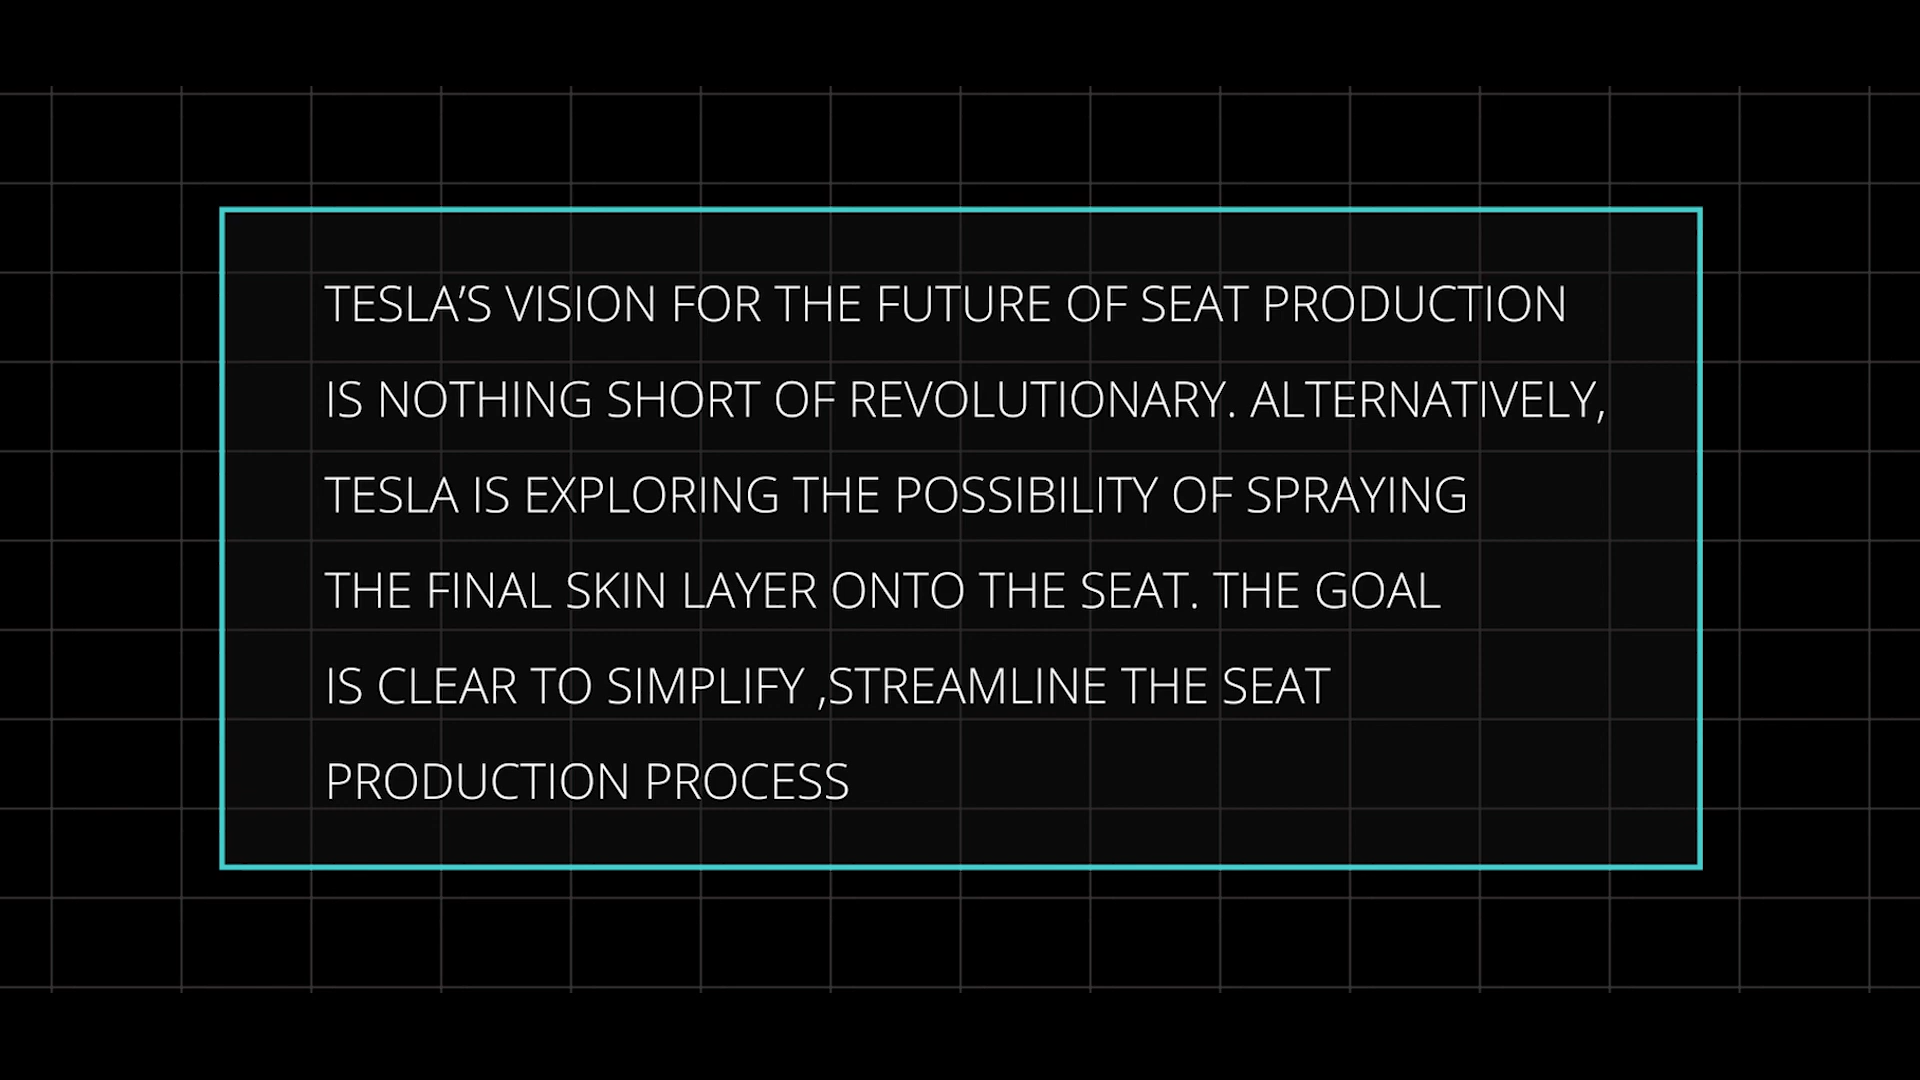 TESLA’S VISION FOR THE FUTURE OF SEAT PRODUCTION
IS NOTHING SHORT OF REVOLUTIONARY. ALTERNATIVELY,
TESLA IS EXPLORING THE POSSIBILITY OF SPRAYING
THE FINAL SKIN LAYER ONTO THE SEAT. THE GOAL
IS CLEAR TO SIMPLIFY ,STREAMLINE THE SEAT
PRODUCTION PROCESS